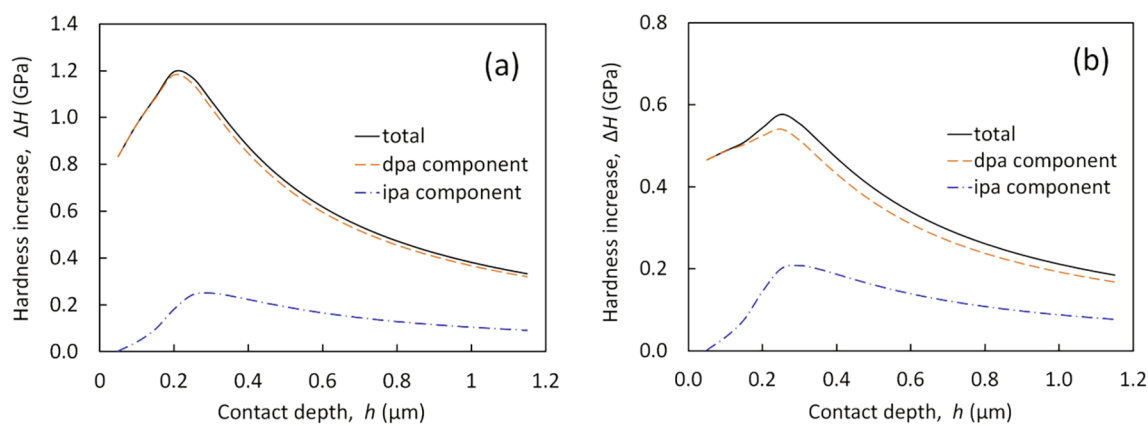 (a)
Hardness increase, ΔH (GPa)
1.4
1.2
1.0
0.8
0.6
0.4
0.2
0.0
total
dpa component
ipa component
0
0.2
0.4
0.6
0.8
1
1.2
Contact depth, h (μm)
(b)
Hardness increase, ΔH (GPa)
0.8
0.6
0.4
0.2
0.0
total
dpa component
ipa component
0.0
0.2
0.4
0.6
0.8
1.0
1.2
Contact depth, h (μm)